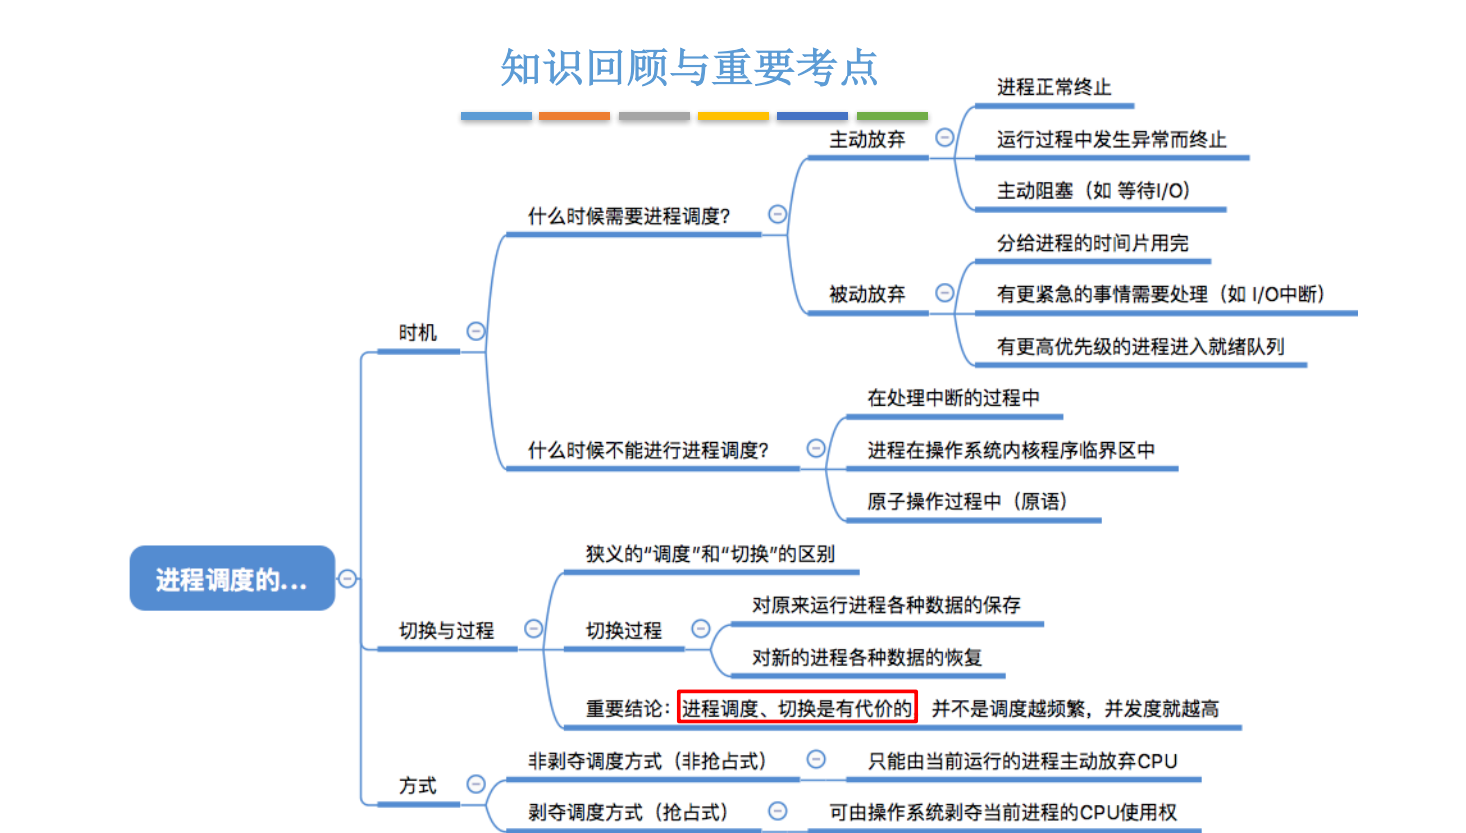 知识回顾与重要考点
进程正常终止
主动放弃
运行过程中发生异常而终止
主动阻塞（如 等待I/O）
什么时候需要进程调度？
分给进程的时间片用完
被动放弃
有更紧急的事情需要处理（如 I/O中断）
时机
有更高优先级的进程进入就绪队列
在处理中断的过程中
什么时候不能进行进程调度？
进程在操作系统内核程序临界区中
原子操作过程中（原语）
进程调度的...
狭义的“调度”和“切换”的区别
对原来运行进程各种数据的保存
切换与过程
切换过程
对新的进程各种数据的恢复
重要结论：进程调度、切换是有代价的 并不是调度越频繁，并发度就越高
非剥夺调度方式（非抢占式）
只能由当前运行的进程主动放弃CPU
方式
剥夺调度方式（抢占式）
可由操作系统剥夺当前进程的CPU使用权